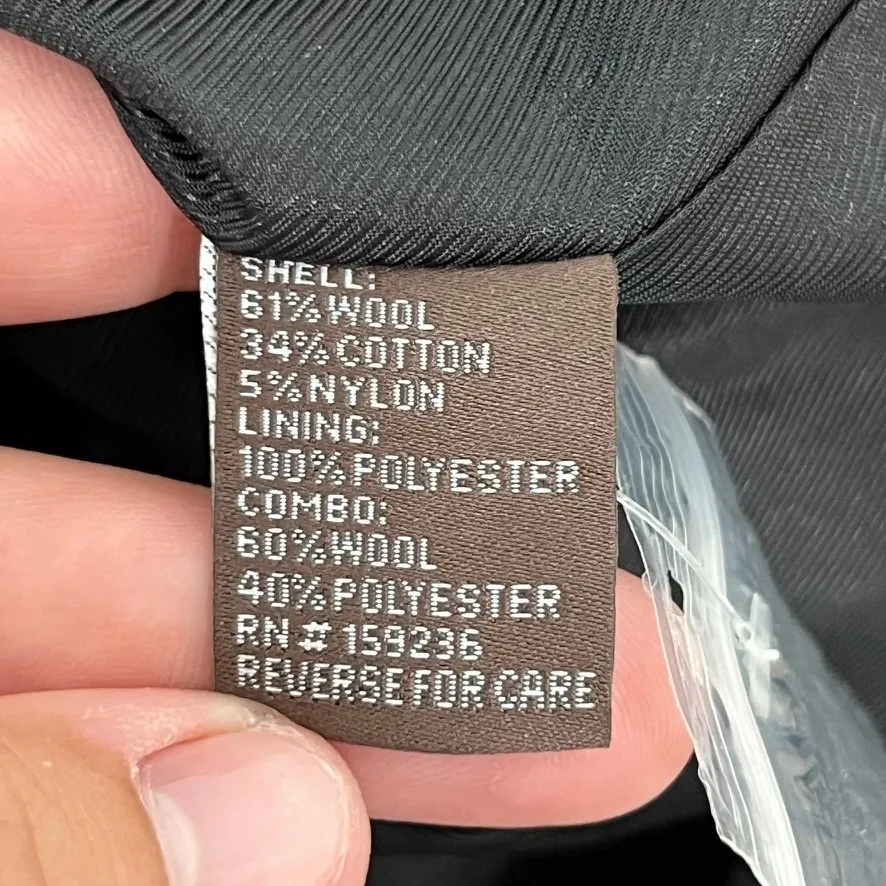 SHELL:
61% WOOL
34% COTTON
5% NYLON
LINING:
100% POLYESTER
COMBO:
60% WOOL
40% POLYESTER
RN # 159236
REVERSE FOR CARE